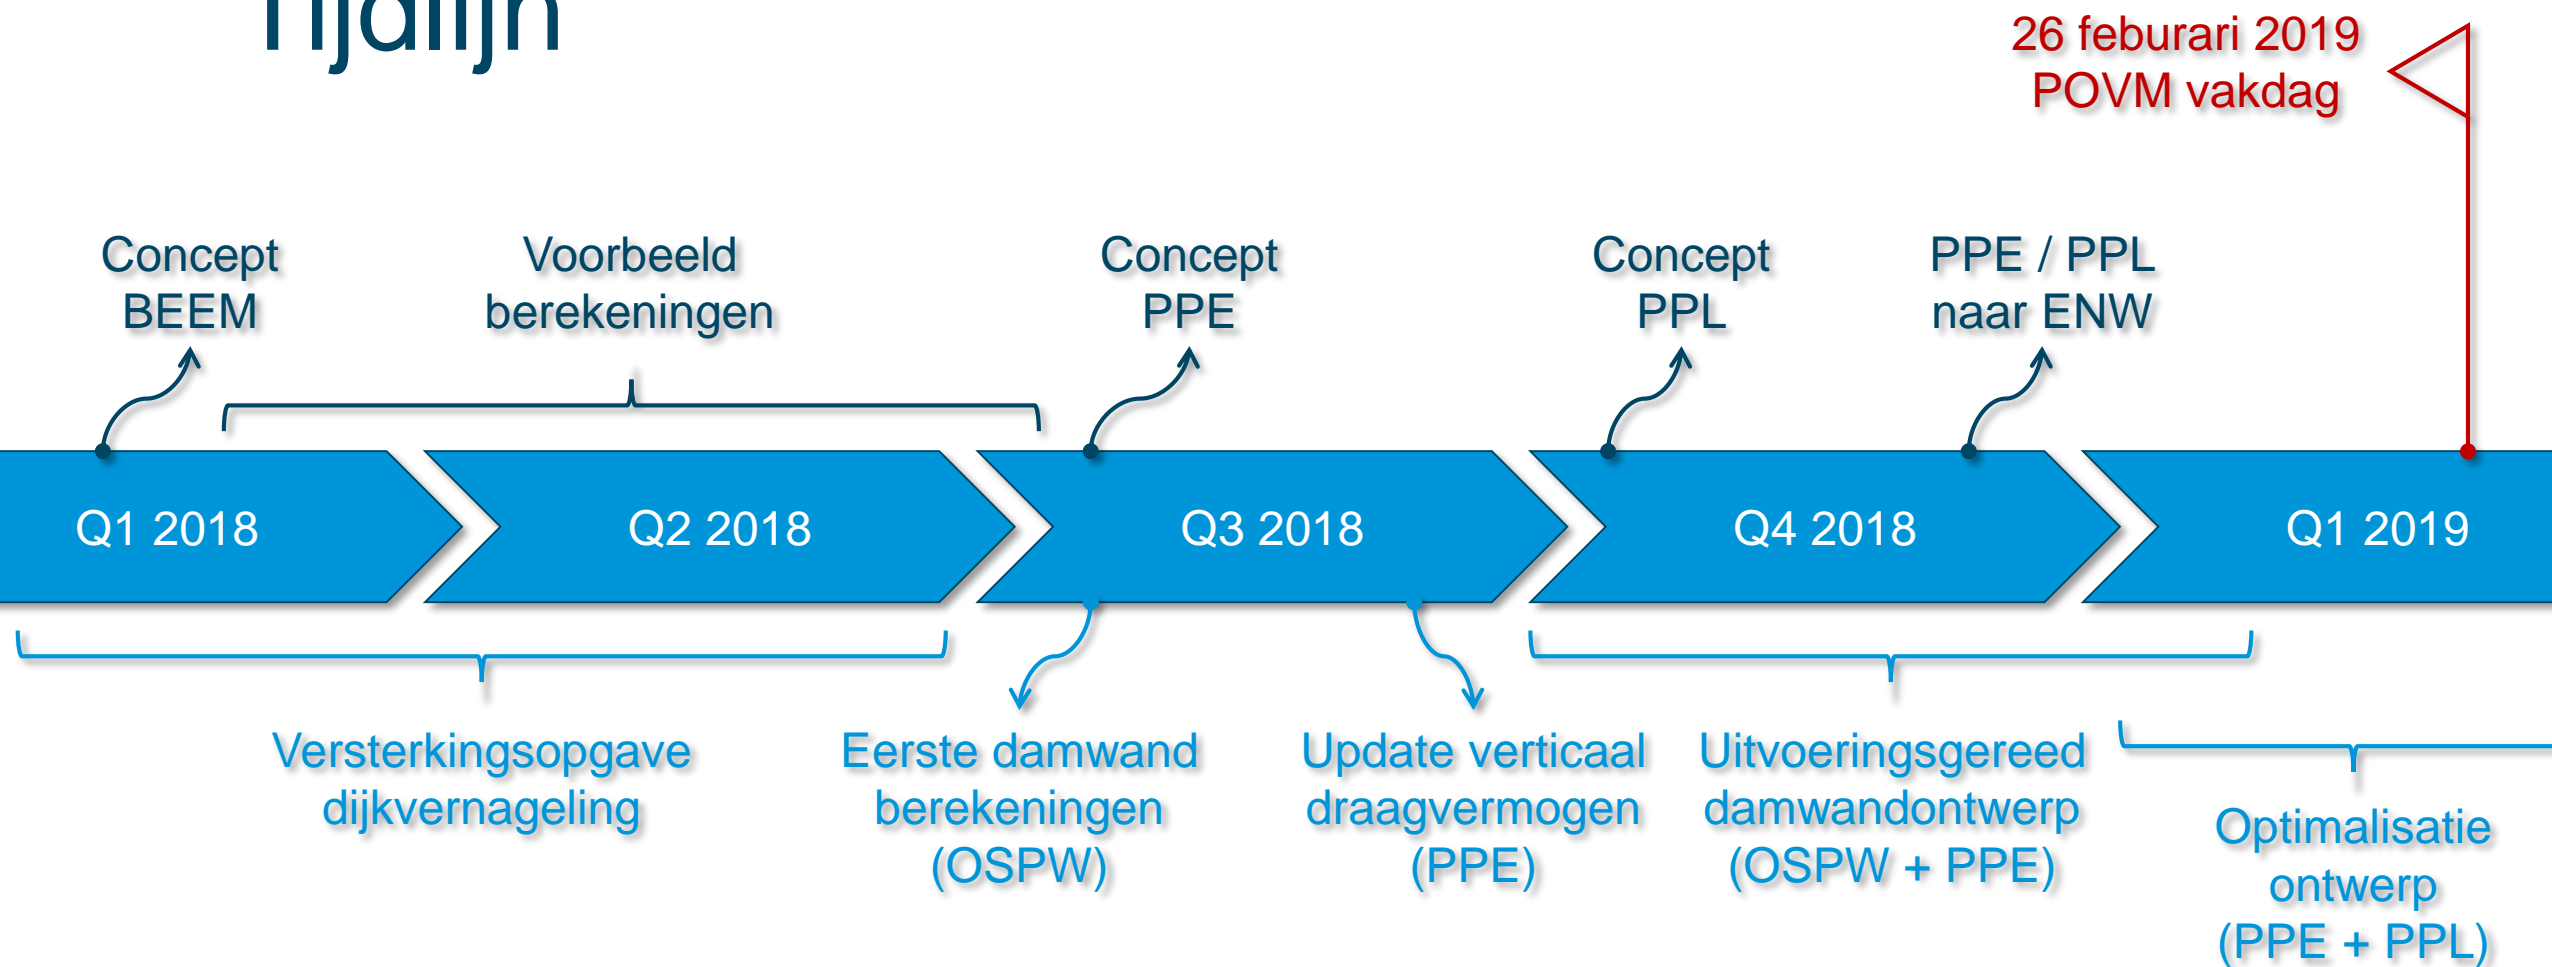 Tijdlijn
26 feburari 2019
POVM vakdag
Concept
BEEM
Voorbeeld
berekeningen
Concept
PPE
Concept
PPL
PPE / PPL
naar ENW
Q1 2018
Q2 2018
Q3 2018
Q4 2018
Q1 2019
Versterkingsopgave
dijkvernageling
Eerste damwand
berekeningen
(OSPW)
Update verticaal
draagvermogen
(PPE)
Uitvoeringsgereed
damwandontwerp
(OSPW + PPE)
Optimalisatie
ontwerp
(PPE + PPL)